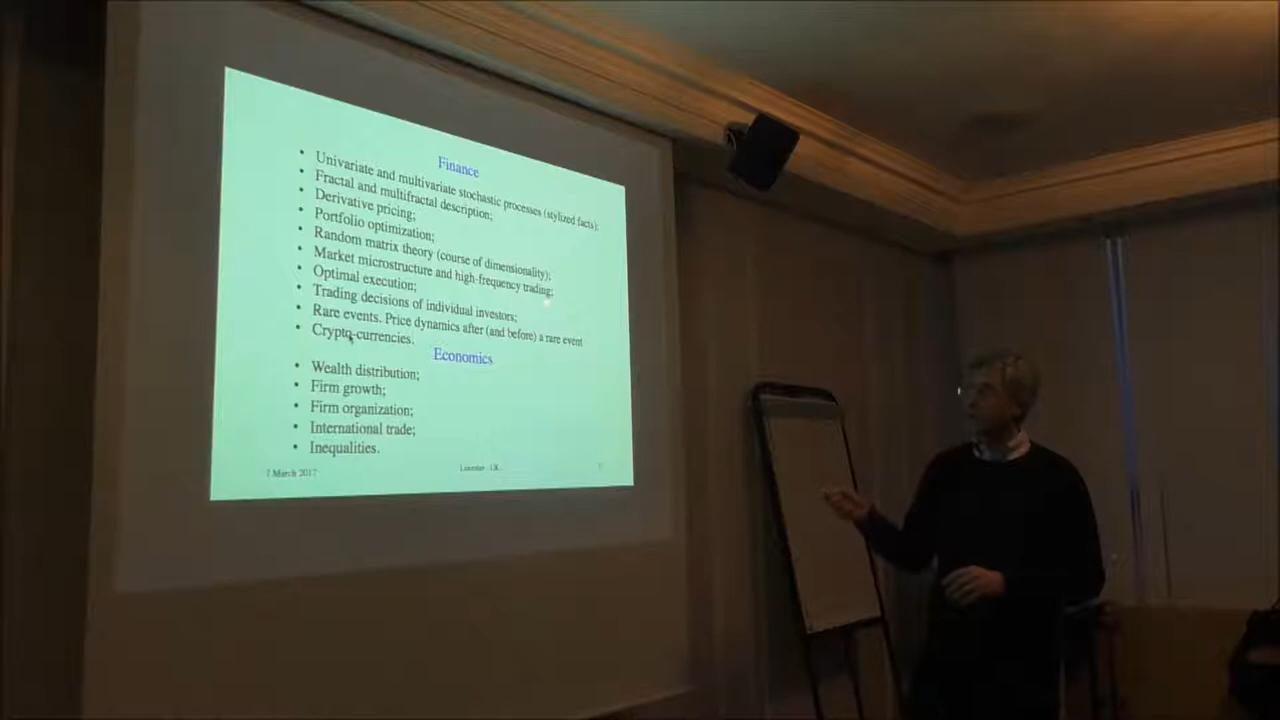 Finance
• Univariate and multivariate stochastic processes (stylized facts);
• Fractal and multifractal description;
• Derivative pricing;
• Portfolio optimization;
• Random matrix theory (course of dimensionality);
• Market microstructure and high-frequency trading;
• Optimal execution;
• Trading decisions of individual investors;
• Rare events. Price dynamics after (and before) a rare event
• Crypto-currencies.
Economics
• Wealth distribution;
• Firm growth;
• Firm organization;
• International trade;
• Inequalities.
7 March 2017